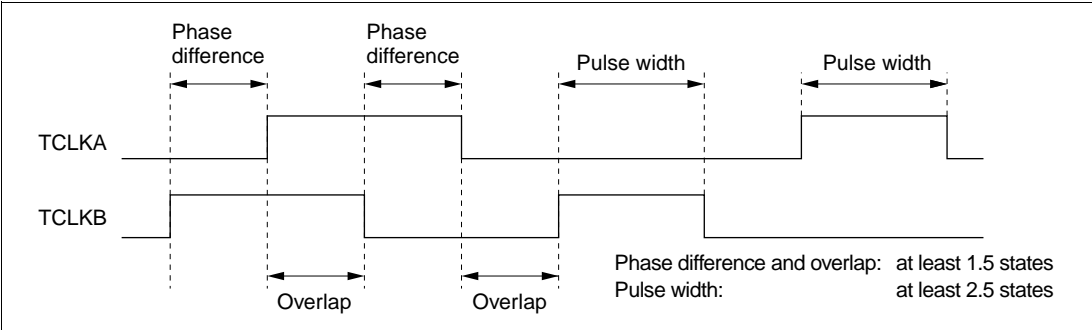 Phase
difference
Phase
difference
Pulse width
Pulse width
TCLKA
TCLKB
Overlap
Overlap
Phase difference and overlap: at least 1.5 states
Pulse width: at least 2.5 states